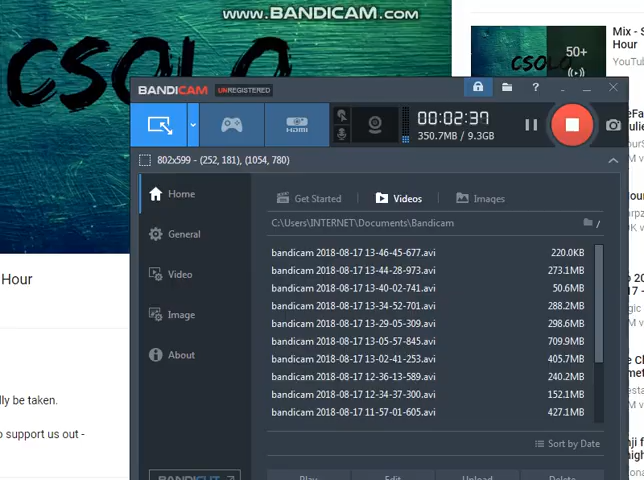 www.BANDICAM.com
CSOLO
Mix -
Hour
YouTu
50+
CSOLO
BANDICAM UNREGISTERED
?
HDMI
00:02:37
350.7MB / 9.3GB
802x599 - (252, 181), (1054, 780)
Home
General
Video
Image
About
Get Started
Videos
Images
C:\Users\INTERNET\Documents\Bandicam
/
bandicam 2018-08-17 13-46-45-677.avi 220.0KB
bandicam 2018-08-17 13-44-28-973.avi 273.1MB
bandicam 2018-08-17 13-40-02-741.avi 50.6MB
bandicam 2018-08-17 13-34-52-701.avi 288.2MB
bandicam 2018-08-17 13-29-05-309.avi 298.6MB
bandicam 2018-08-17 13-05-57-845.avi 709.9MB
bandicam 2018-08-17 13-02-41-253.avi 405.7MB
bandicam 2018-08-17 12-36-13-589.avi 240.2MB
bandicam 2018-08-17 12-34-37-300.avi 152.1MB
bandicam 2018-08-17 11-57-01-605.avi 427.1MB
Sort by Date
BANDICUT
Play
Edit
Upload
Delete
Hour
lly be taken.
o support us out -